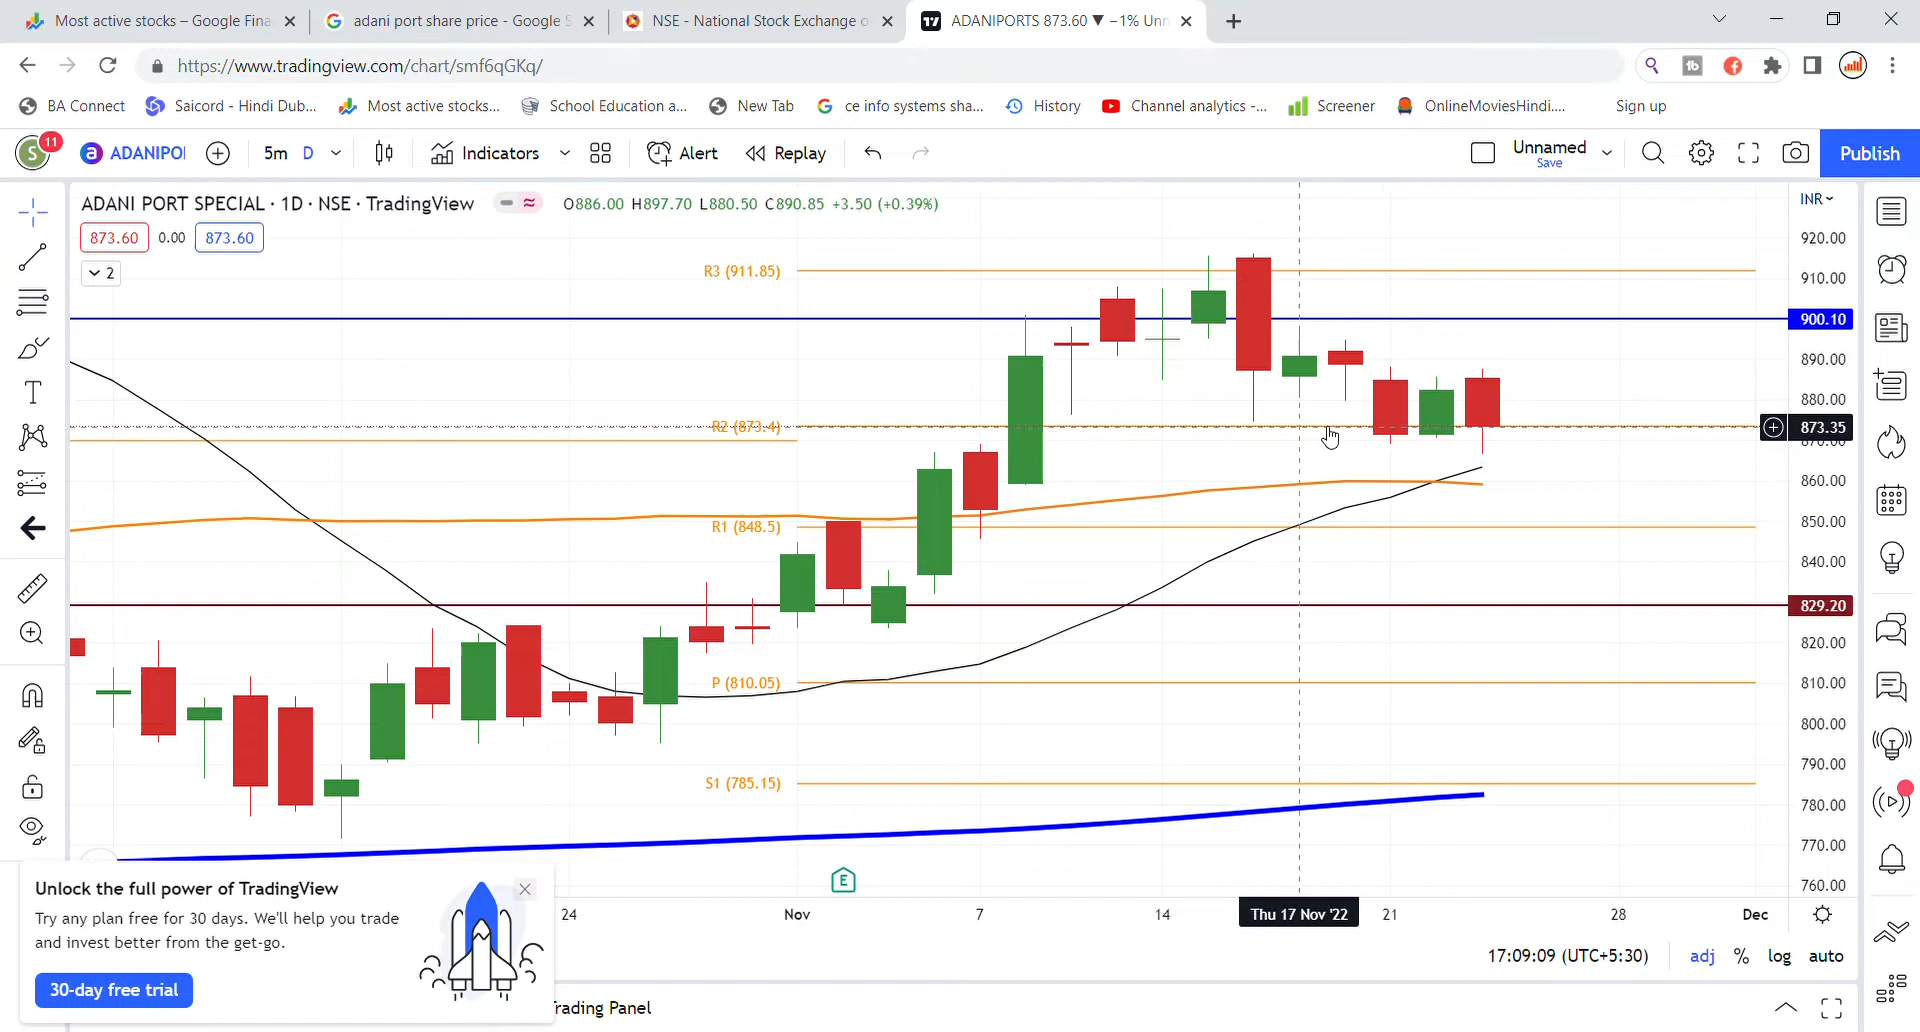 Most active stocks – Google Fina
adani port share price - Google S
NSE - National Stock Exchange o
ADANIPORTS 873.60 ▼ −1% Unn
https://www.tradingview.com/chart/smf6qGKq/
BA Connect
Saicord - Hindi Dub...
Most active stocks...
School Education a...
New Tab
ce info systems sha...
History
Channel analytics -...
Screener
OnlineMoviesHindi....
Sign up
S
11
a
ADANIPO
5m
D
Indicators
Alert
Replay
Unnamed
Save
Publish
ADANI PORT SPECIAL · 1D · NSE · TradingView
O886.00 H897.70 L880.50 C890.85 +3.50 (+0.39%)
INR
873.60
0.00
873.60
2
920.00
R3 (911.85)
910.00
900.10
890.00
880.00
R2 (873.4)
873.35
870.00
860.00
R1 (848.5)
850.00
840.00
829.20
820.00
P (810.05)
810.00
800.00
790.00
S1 (785.15)
780.00
770.00
760.00
E
24
Nov
7
14
Thu 17 Nov '22
21
28
Dec
Unlock the full power of TradingView
Try any plan free for 30 days. We'll help you trade
and invest better from the get-go.
30-day free trial
17:09:09 (UTC+5:30)
adj
%
log
auto
rading Panel